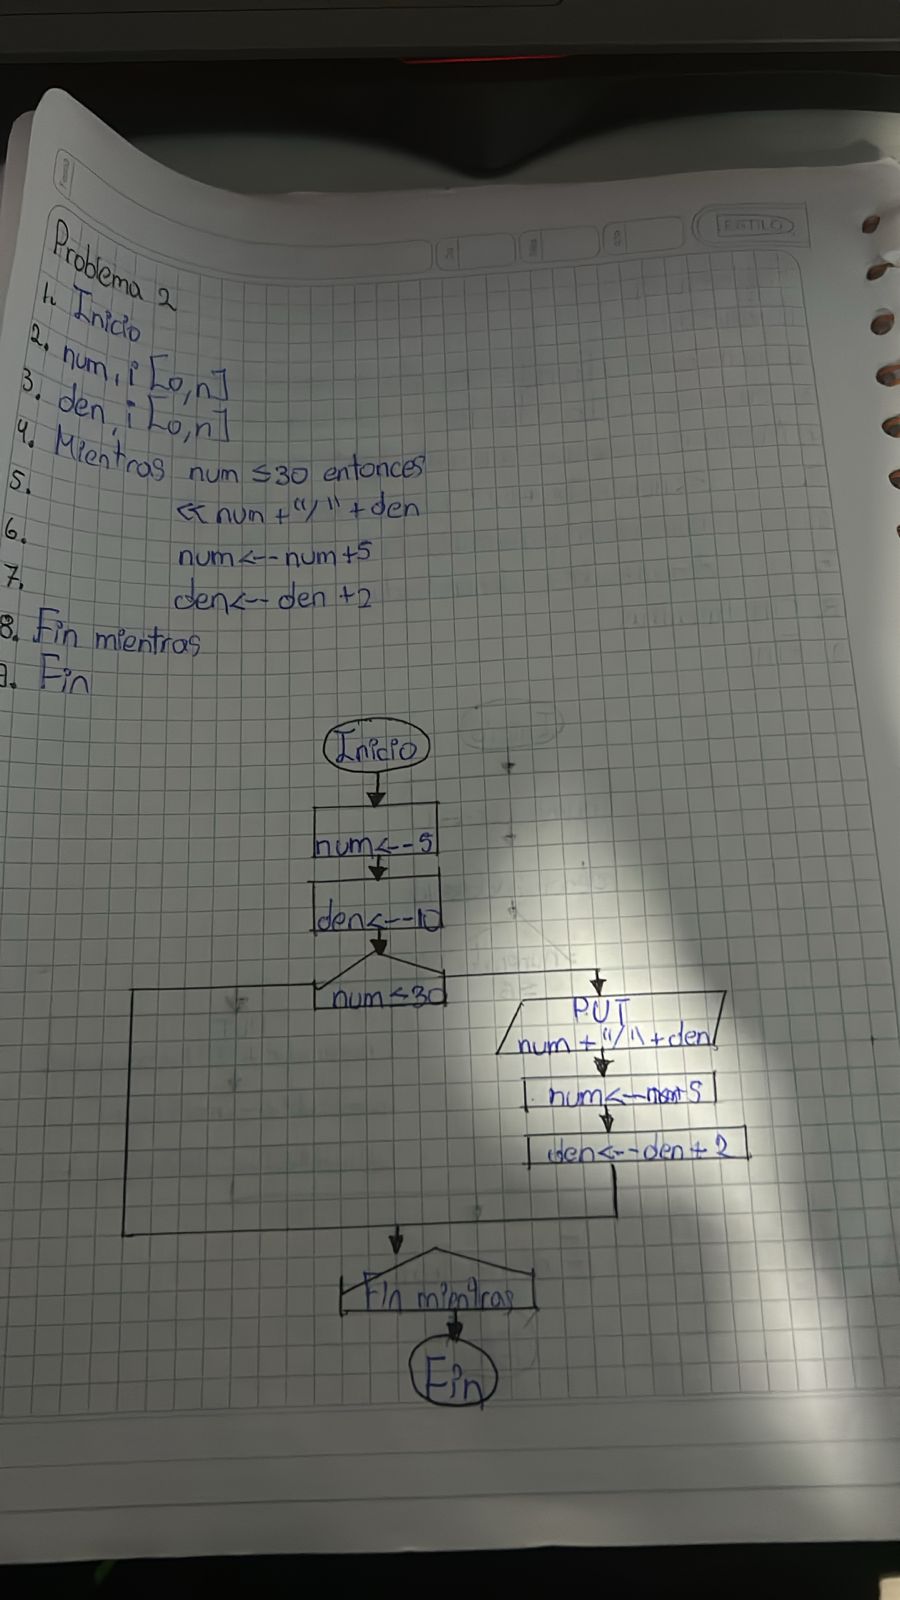 ESTILO
Problema 2
1. Inicio
2. num, i [0,n]
3. den, i [0,n]
4. Mientras num ≤30 entonces
5. << num + "/" + den
6. num<-- num+5
7. den<-- den +2
8. Fin mientras
9. Fin
Inicio
num<--5
den<--10
num≤30
PUT
num + "/" + den
num<--num+5
den<--den + 2
Fin mientras
Fin